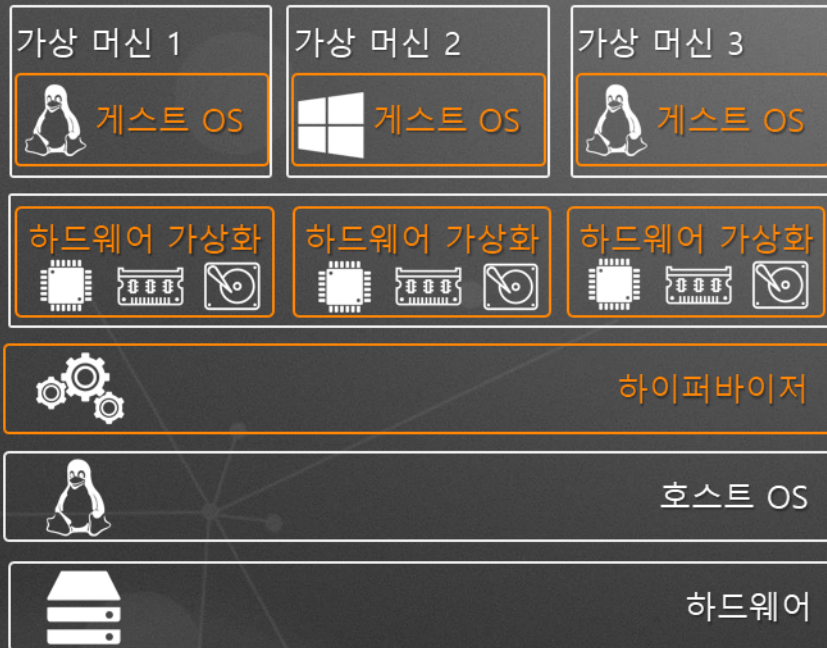 가상 머신 1
가상 머신 2
가상 머신 3
게스트 OS
게스트 OS
게스트 OS
하드웨어 가상화
하드웨어 가상화
하드웨어 가상화
하이퍼바이저
호스트 OS
하드웨어